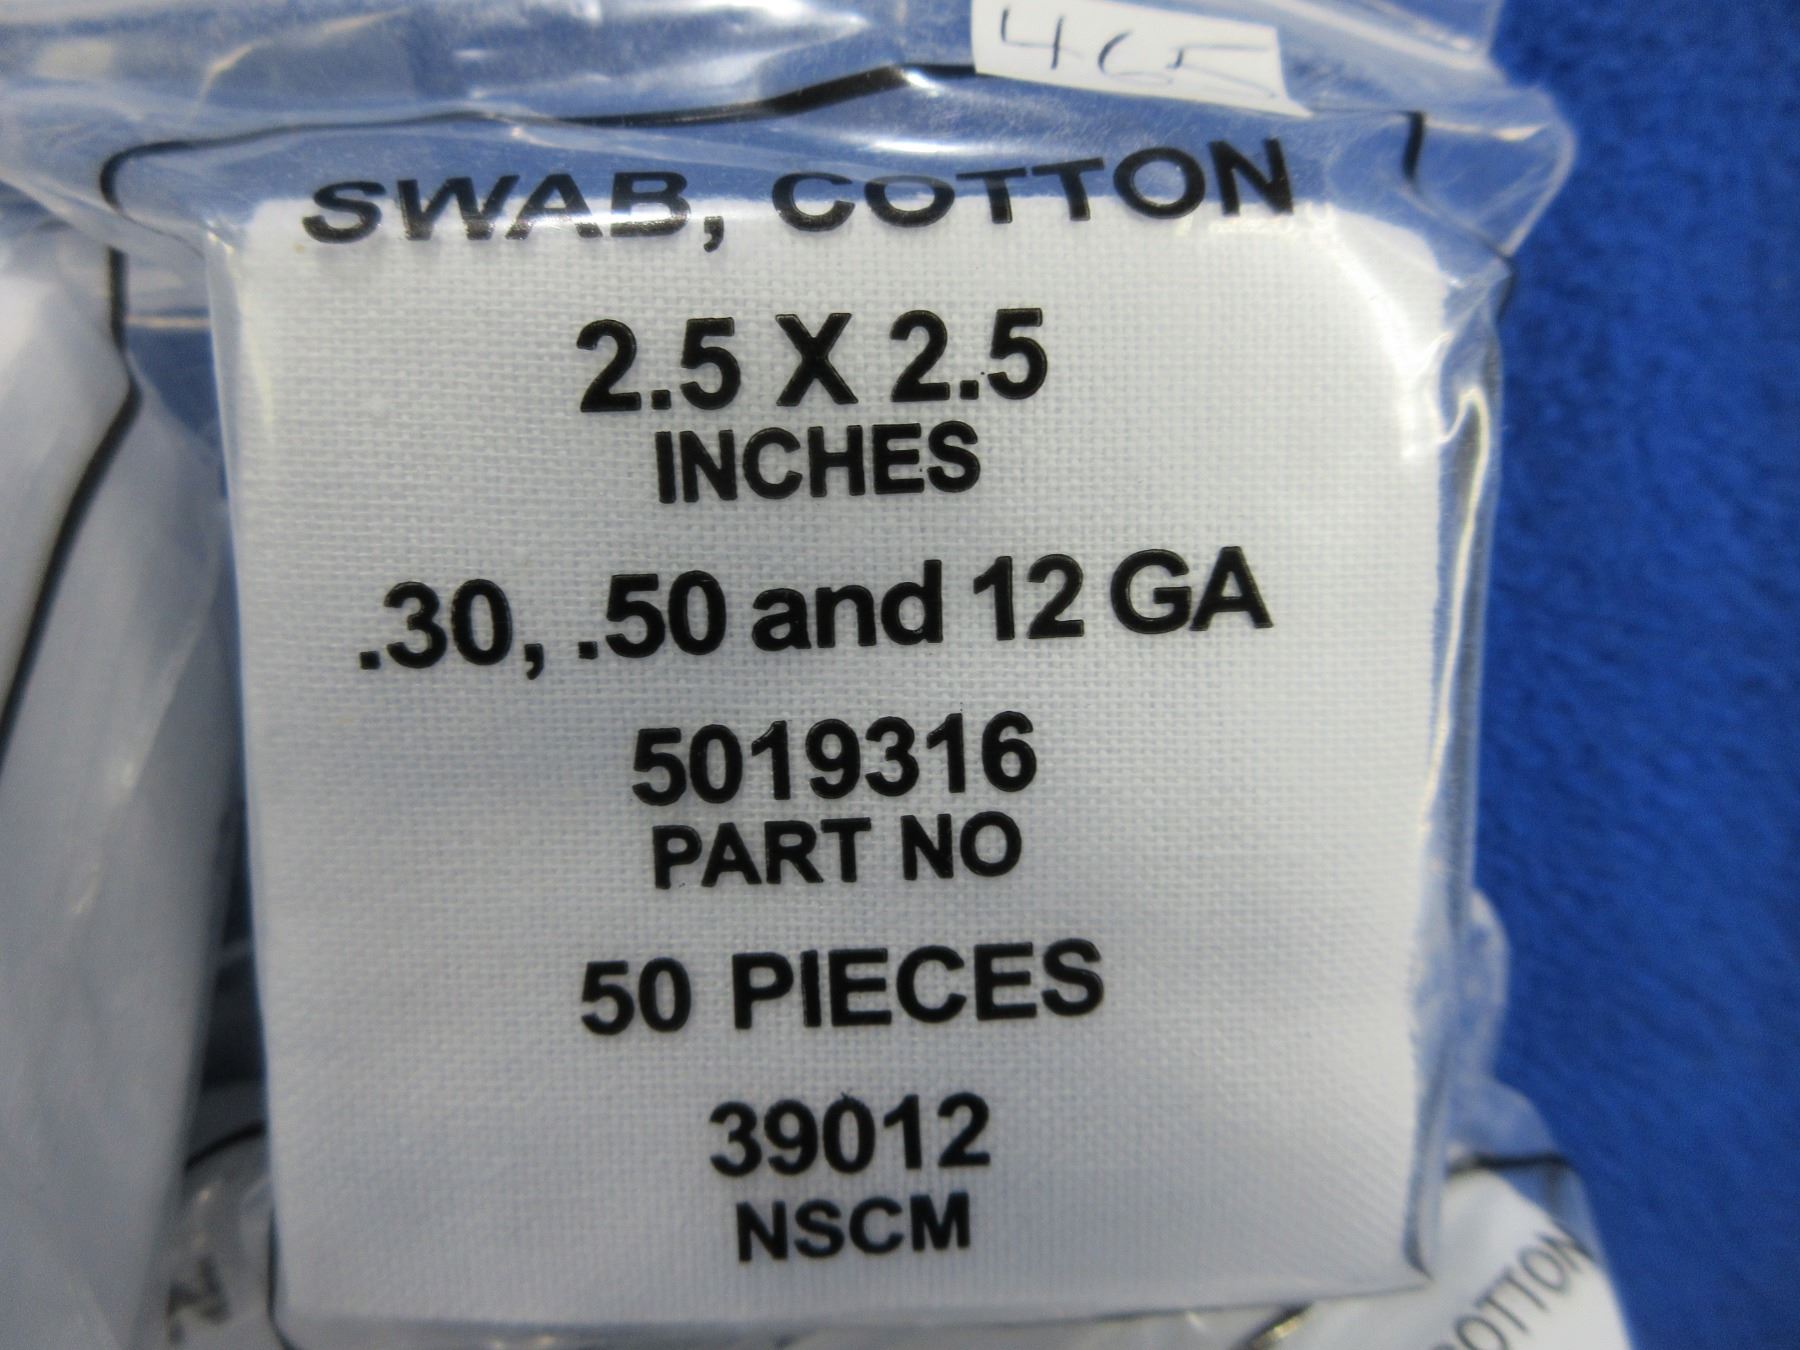 465
SWAB, COTTON
2.5 X 2.5
INCHES
.30, .50 and 12 GA
5019316
PART NO
50 PIECES
39012
NSCM
N
COTTON